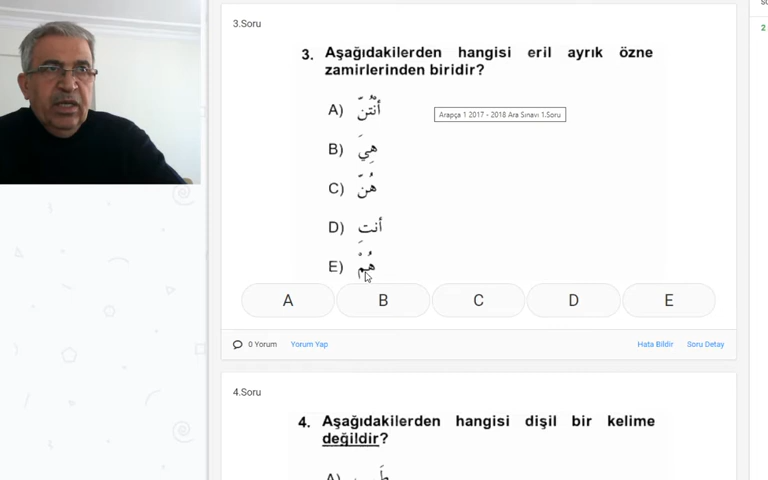 3.Soru
3. Aşağıdakilerden hangisi eril ayrık özne
zamirlerinden biridir?
A) أَنْتُنَّ
Arapça 1 2017 - 2018 Ara Sınavı 1.Soru
B) هِيَ
C) هُنَّ
D) أنتِ
E) هُمْ
A B C D E
0 Yorum Yorum Yap Hata Bildir Soru Detay
4.Soru
4. Aşağıdakilerden hangisi dişil bir kelime
değildir?
A)
2